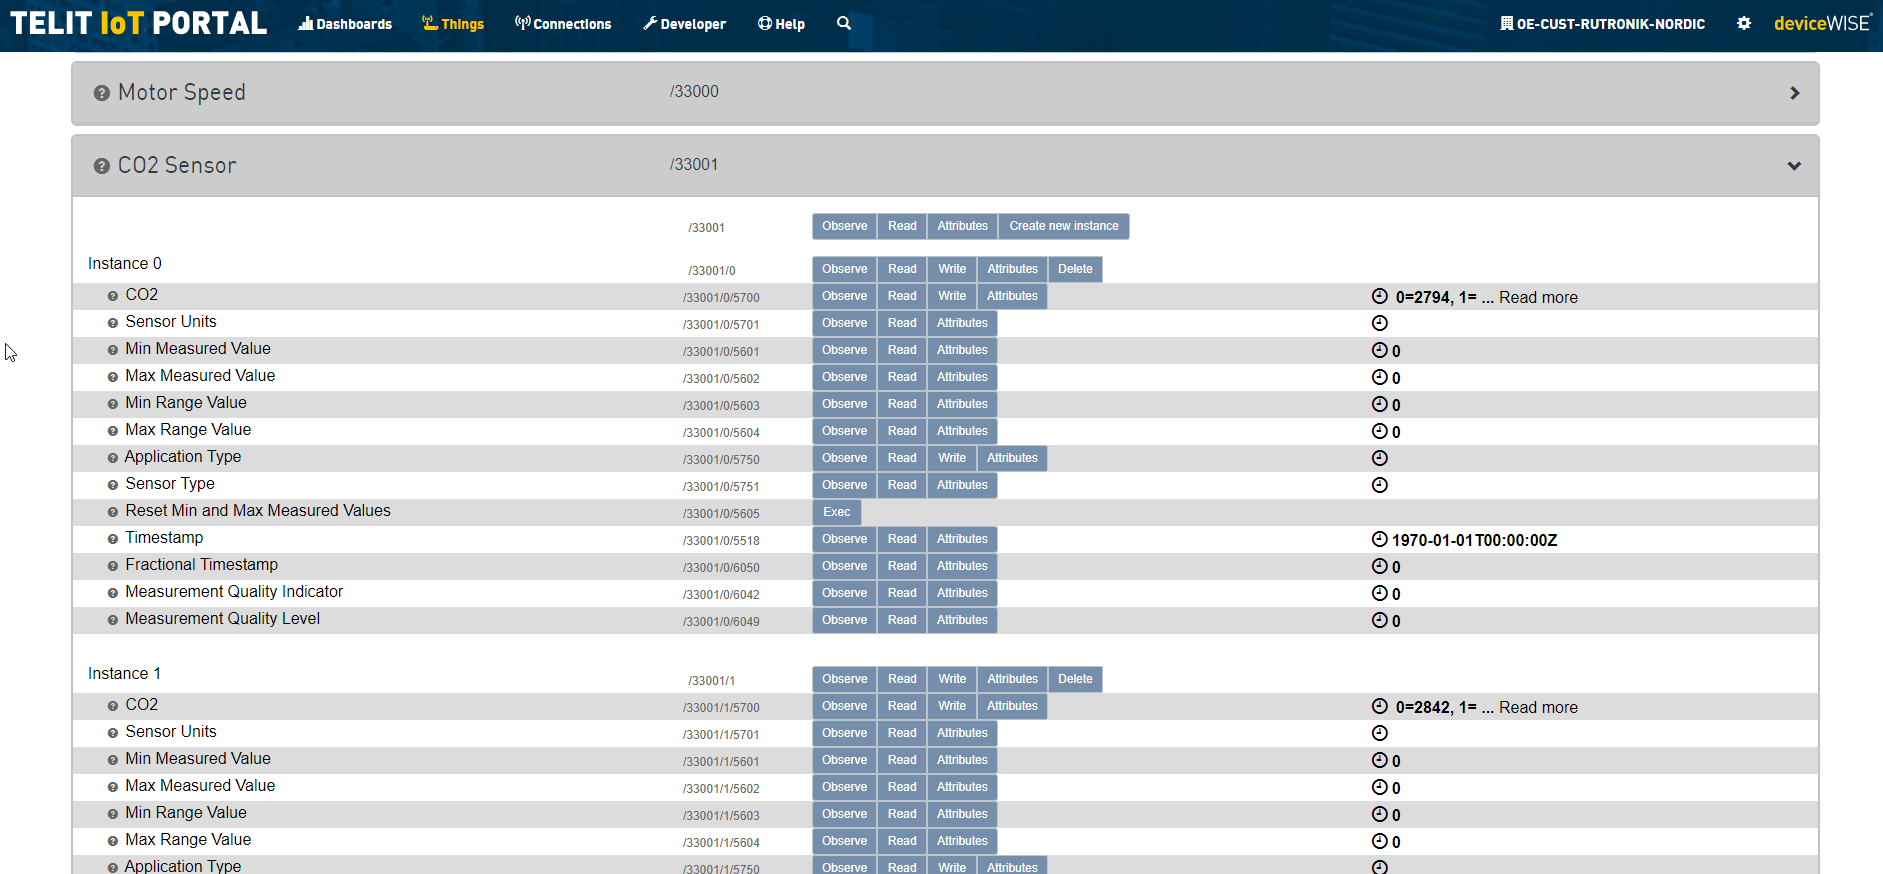 TELIT IoT PORTAL Dashboards Things Connections Developer Help OE-CUST-RUTRONIK-NORDIC deviceWISE
Motor Speed /33000
CO2 Sensor /33001
/33001 Observe Read Attributes Create new instance
Instance 0 /33001/0 Observe Read Write Attributes Delete
CO2 /33001/0/5700 Observe Read Write Attributes 0=2794, 1= ... Read more
Sensor Units /33001/0/5701 Observe Read Attributes
Min Measured Value /33001/0/5601 Observe Read Attributes 0
Max Measured Value /33001/0/5602 Observe Read Attributes 0
Min Range Value /33001/0/5603 Observe Read Attributes 0
Max Range Value /33001/0/5604 Observe Read Attributes 0
Application Type /33001/0/5750 Observe Read Write Attributes
Sensor Type /33001/0/5751 Observe Read Attributes
Reset Min and Max Measured Values /33001/0/5605 Exec
Timestamp /33001/0/5518 Observe Read Attributes 1970-01-01T00:00:00Z
Fractional Timestamp /33001/0/6050 Observe Read Attributes 0
Measurement Quality Indicator /33001/0/6042 Observe Read Attributes 0
Measurement Quality Level /33001/0/6049 Observe Read Attributes 0
Instance 1 /33001/1 Observe Read Write Attributes Delete
CO2 /33001/1/5700 Observe Read Write Attributes 0=2842, 1= ... Read more
Sensor Units /33001/1/5701 Observe Read Attributes
Min Measured Value /33001/1/5601 Observe Read Attributes 0
Max Measured Value /33001/1/5602 Observe Read Attributes 0
Min Range Value /33001/1/5603 Observe Read Attributes 0
Max Range Value /33001/1/5604 Observe Read Attributes 0
Application Type /33001/1/5750 Observe Read Write Attributes